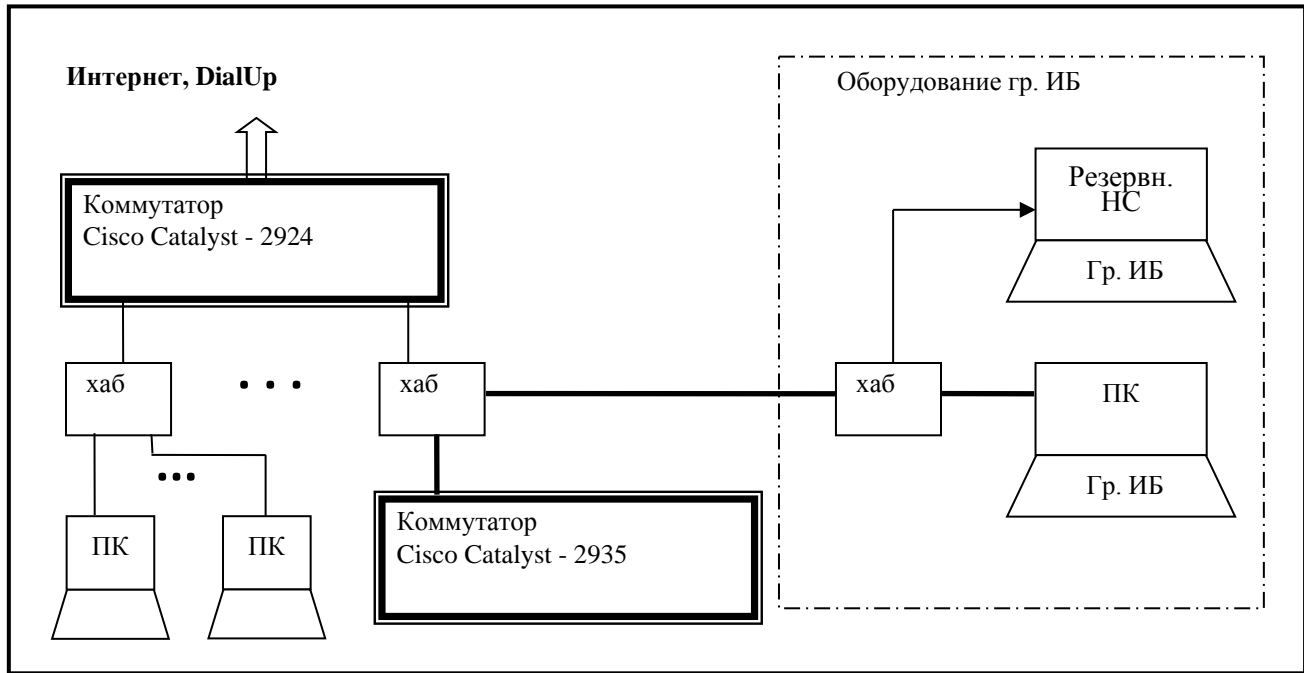 Интернет, DialUp
Оборудование гр. ИБ
Коммутатор
Cisco Catalyst - 2924
Резервн.
НС
Гр. ИБ
хаб
. . .
хаб
хаб
ПК
Гр. ИБ
...
ПК
ПК
Коммутатор
Cisco Catalyst - 2935